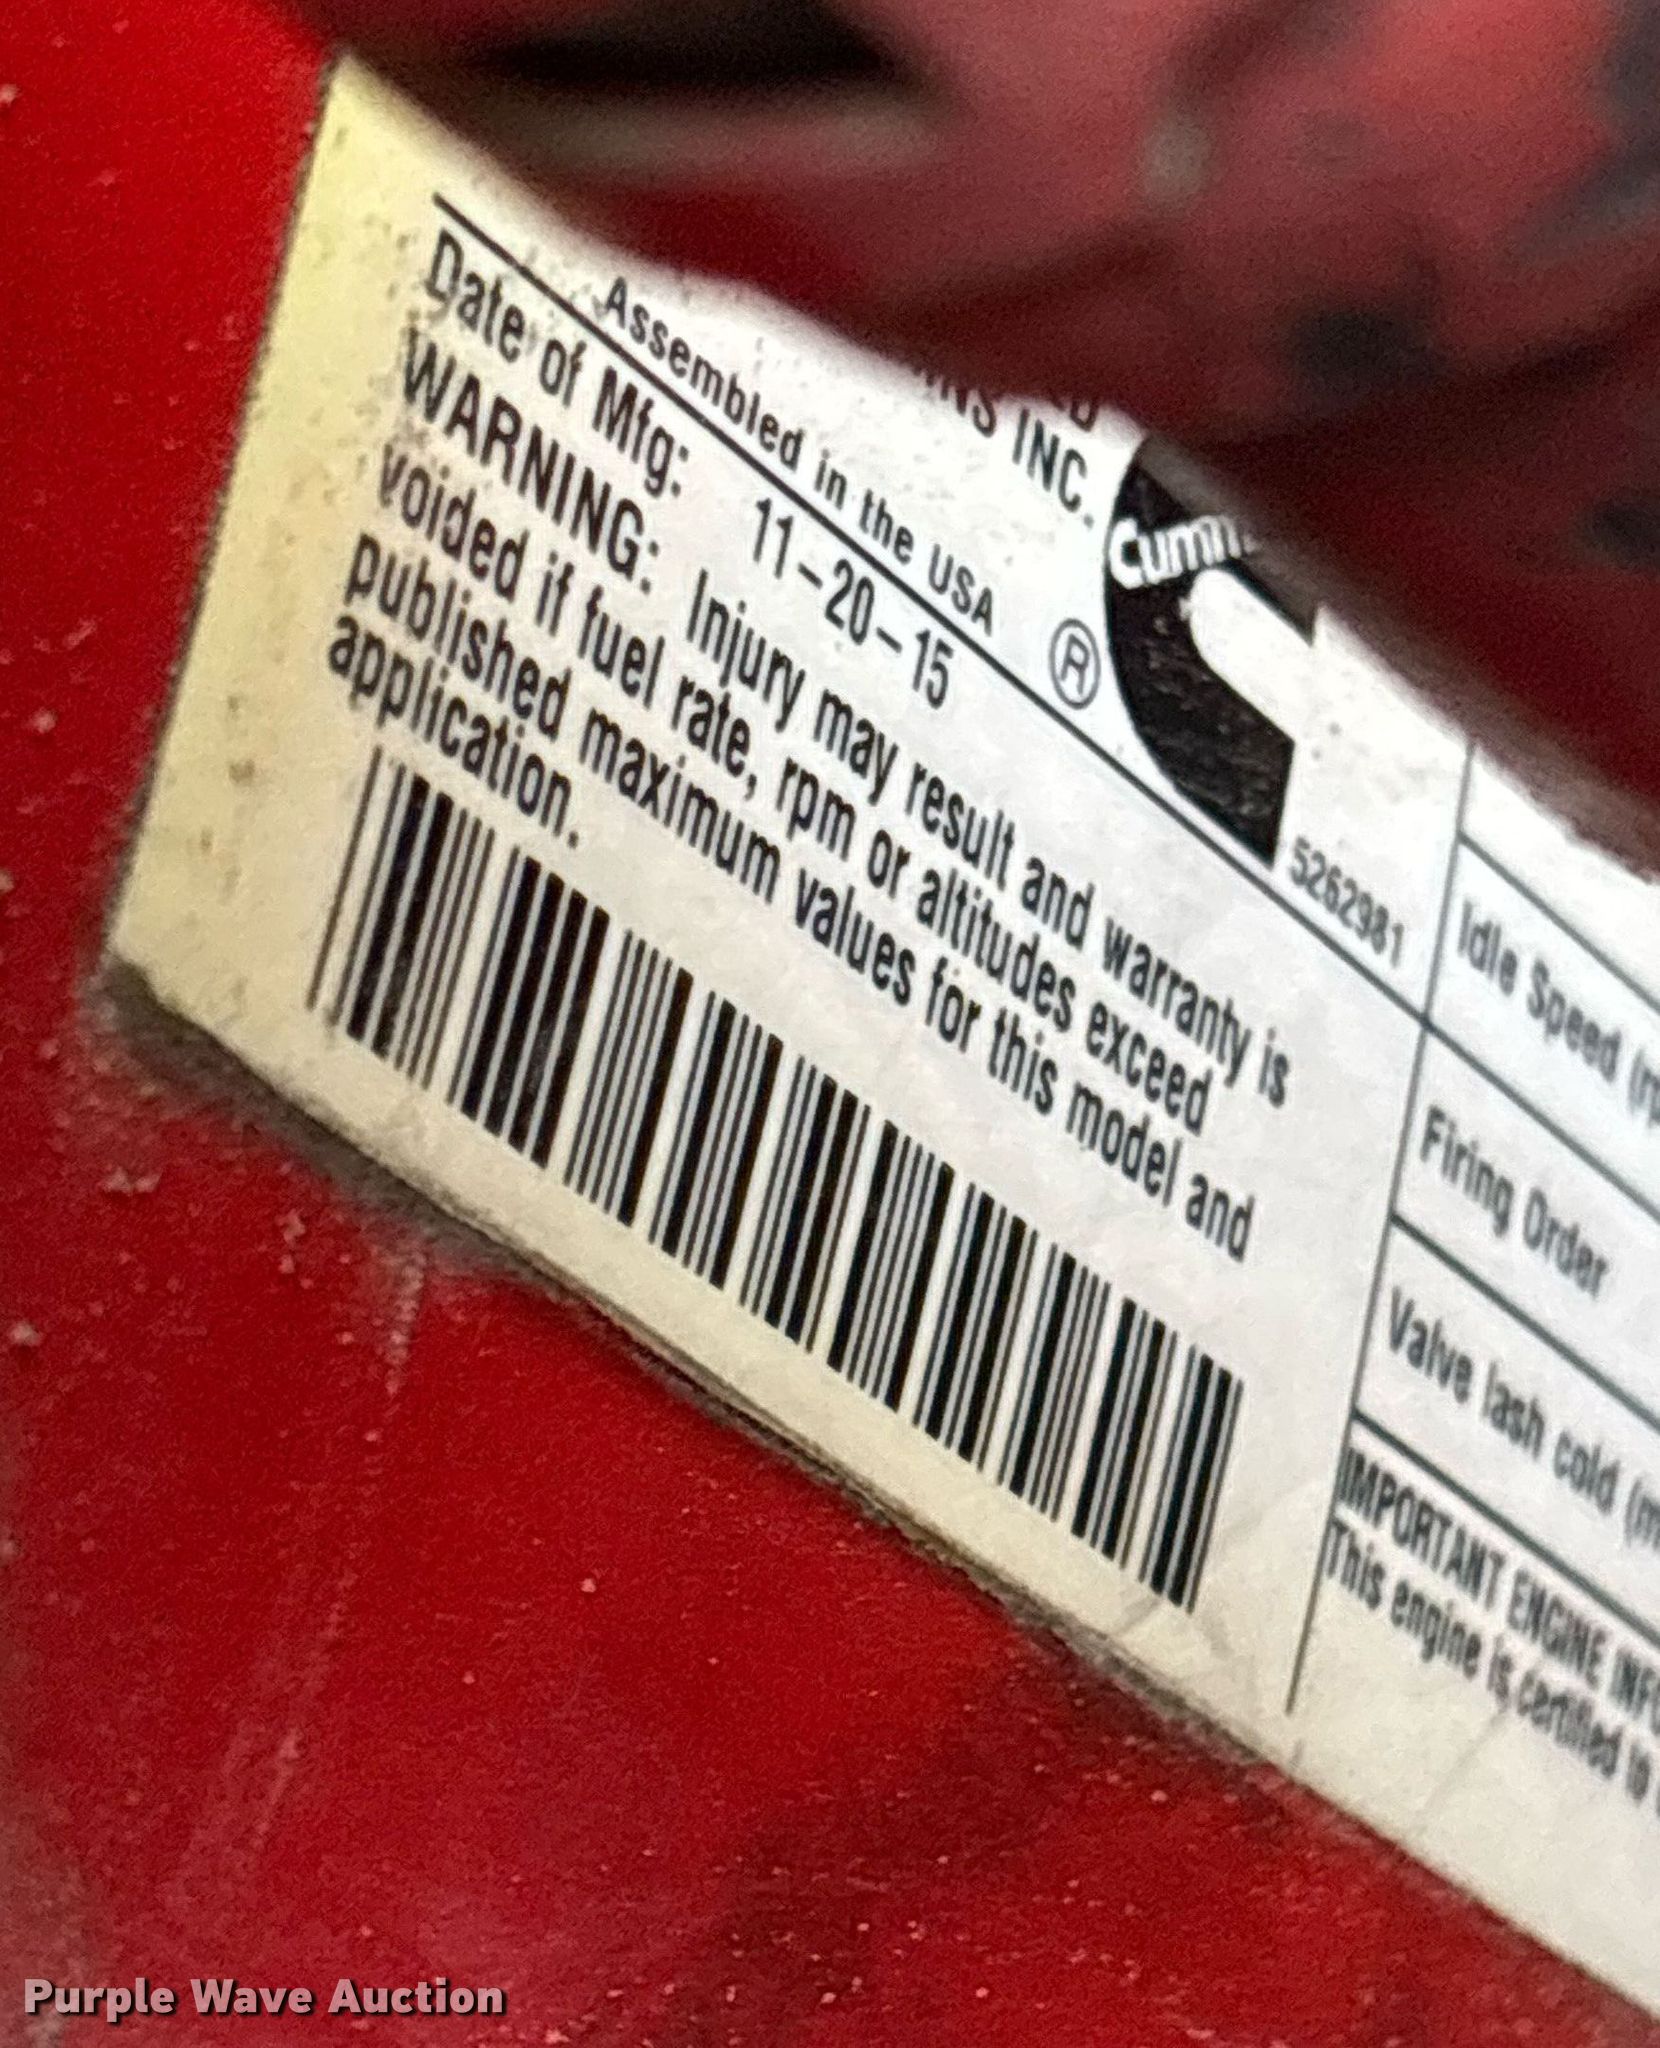 INC.
Assembled in the USA
®
5262981
Date of Mfg: 11-20-15
WARNING: Injury may result and warranty is
voided if fuel rate, rpm or altitudes exceed
published maximum values for this model and
application.
Idle Speed
Firing Order
Valve lash cold
IMPORTANT ENGINE
This engine is certified to
Purple Wave Auction